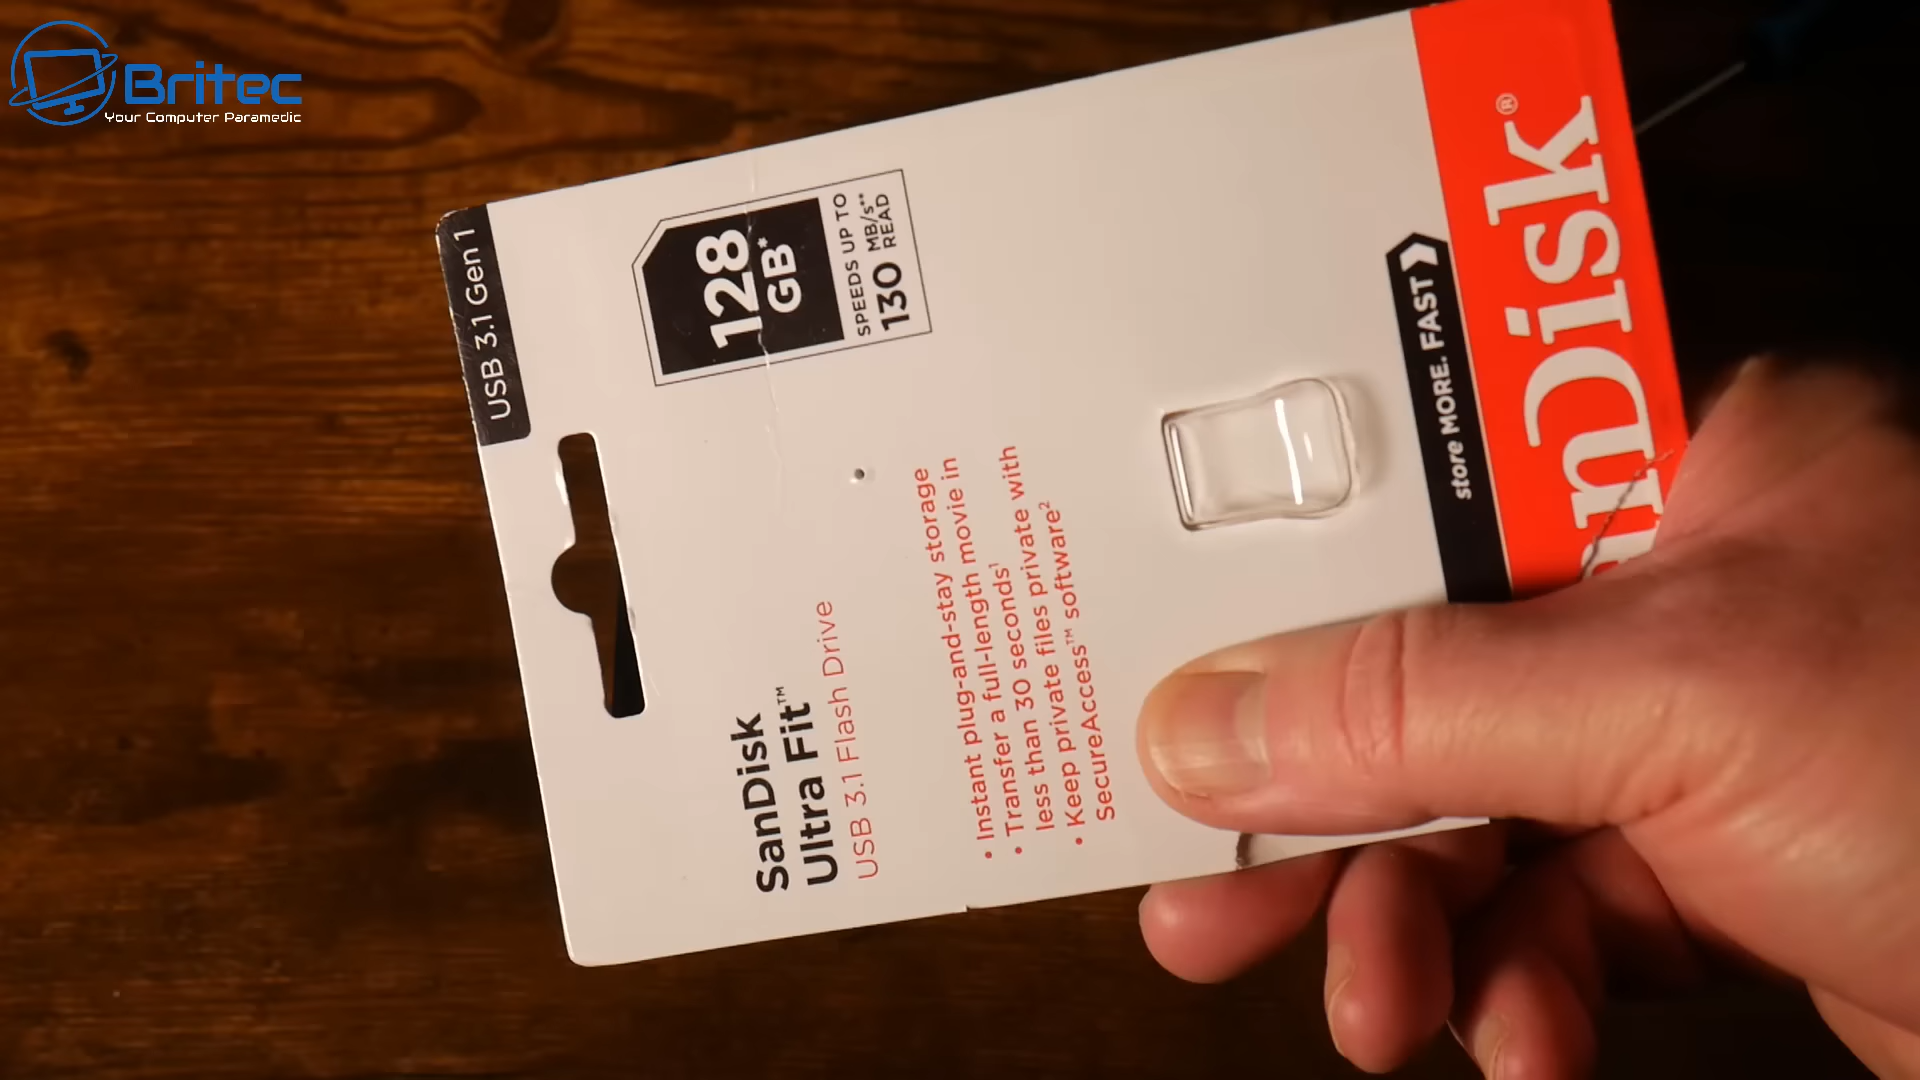 Britec
Your Computer Paramedic
USB 3.1 Gen 1
128
GB*
SPEEDS UP TO
130 MB/s**
READ
SanDisk
Ultra Fit™
USB 3.1 Flash Drive
• Instant plug-and-stay storage
• Transfer a full-length movie in
less than 30 seconds¹
• Keep private files private with
SecureAccess™ software²
store MORE. FAST
anDisk®